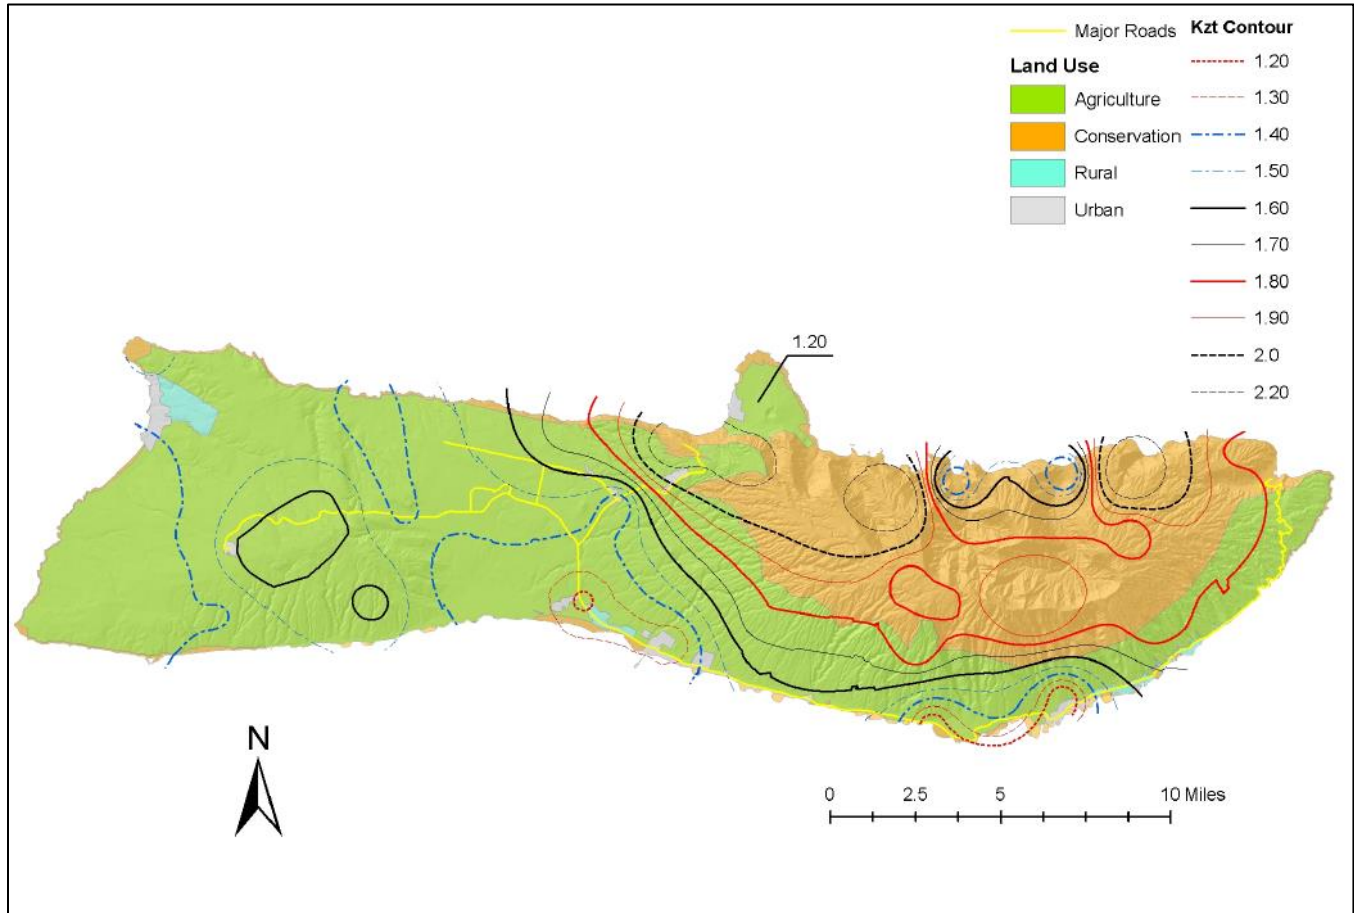 Major Roads
Land Use
Agriculture
Conservation
Rural
Urban
Kzt Contour
1.20
1.30
1.40
1.50
1.60
1.70
1.80
1.90
2.0
2.20
1.20
N
0 2.5 5 10 Miles